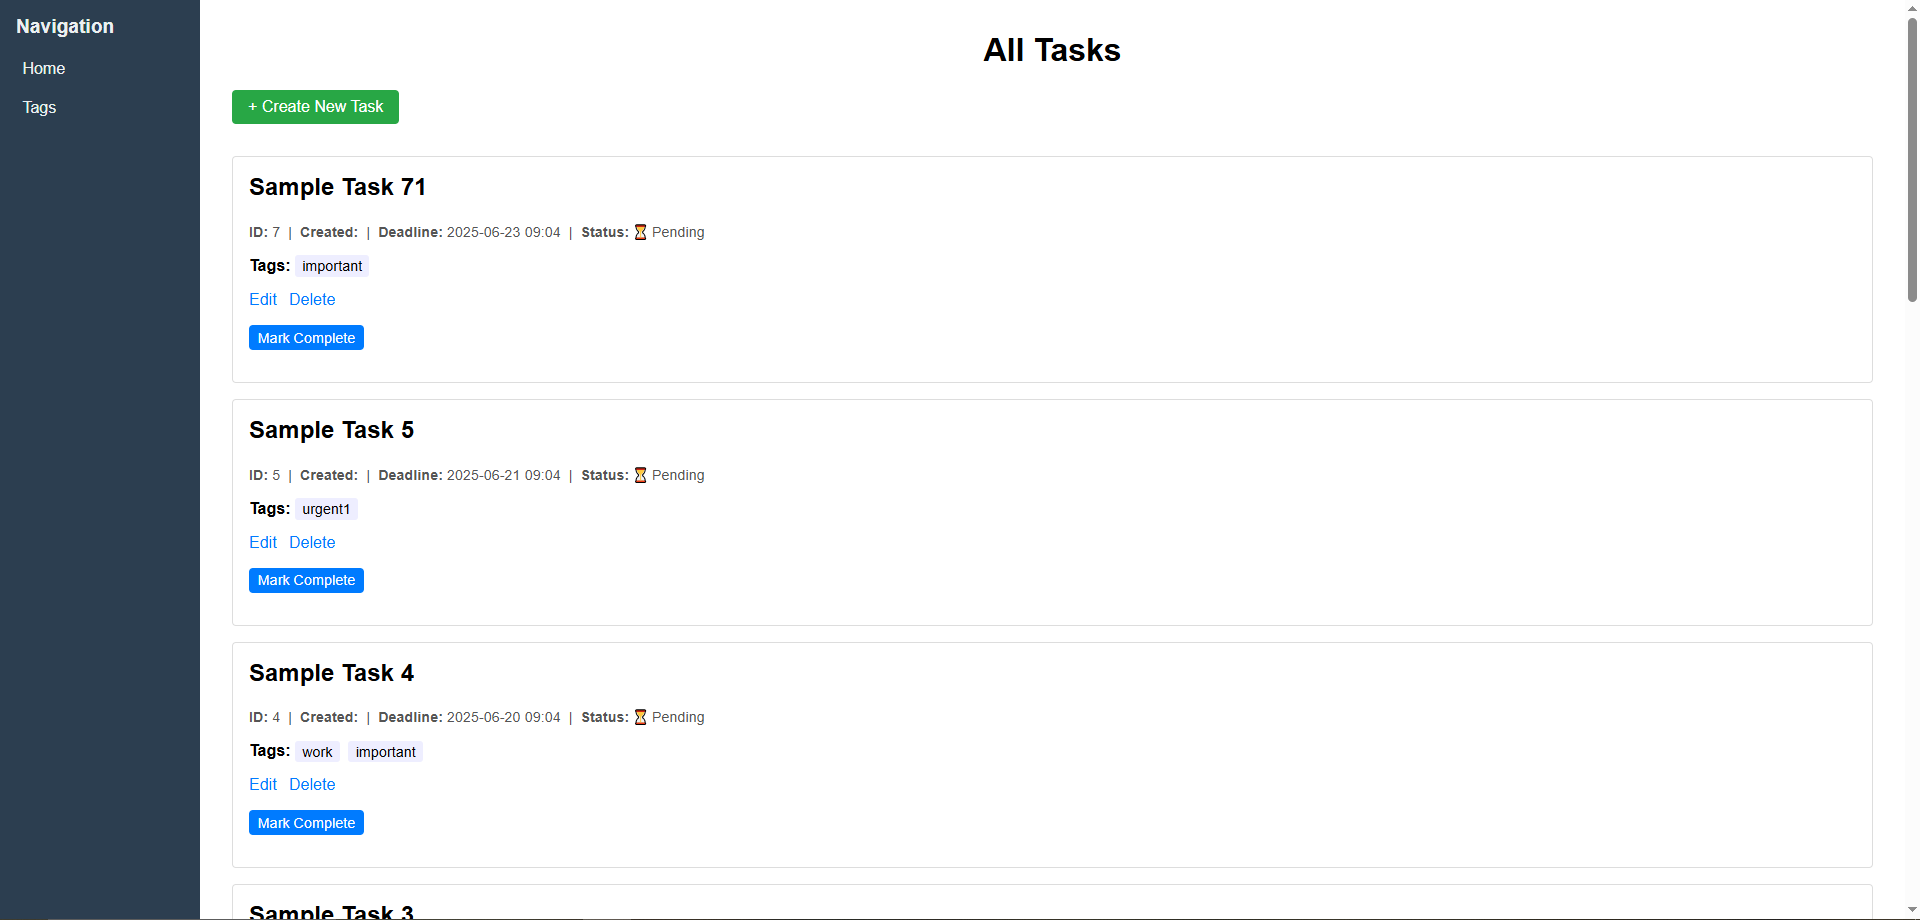 Navigation
Home
Tags
All Tasks
+ Create New Task
Sample Task 71
ID: 7 | Created: | Deadline: 2025-06-23 09:04 | Status: ⏳ Pending
Tags: important
Edit Delete
Mark Complete
Sample Task 5
ID: 5 | Created: | Deadline: 2025-06-21 09:04 | Status: ⏳ Pending
Tags: urgent1
Edit Delete
Mark Complete
Sample Task 4
ID: 4 | Created: | Deadline: 2025-06-20 09:04 | Status: ⏳ Pending
Tags: work important
Edit Delete
Mark Complete
Sample Task 3